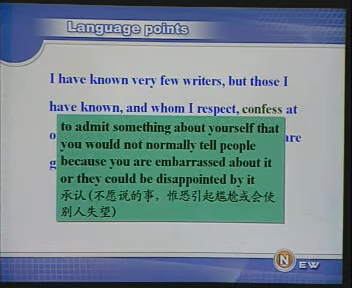 Language points
I have known very few writers, but those I
have known, and whom I respect, confess at
to admit something about yourself that
you would not normally tell people
because you are embarrassed about it
or they could be disappointed by it
承认(不愿说的事，惟恐引起尴尬或会使
别人失望)
are
NEW